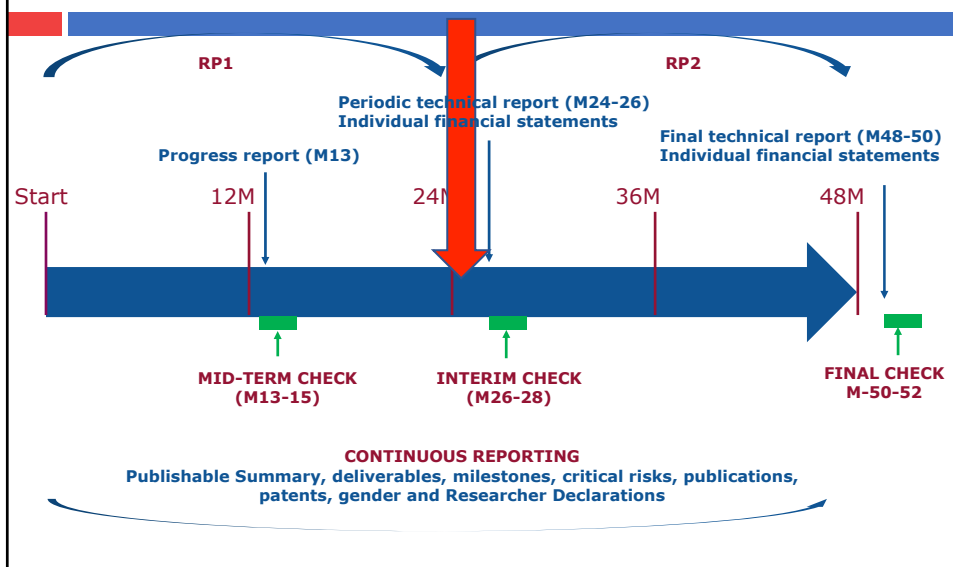 RP1
RP2
Periodic technical report (M24-26)
Individual financial statements
Final technical report (M48-50)
Individual financial statements
Progress report (M13)
Start
12M
24M
36M
48M
MID-TERM CHECK
(M13-15)
INTERIM CHECK
(M26-28)
FINAL CHECK
M-50-52
CONTINUOUS REPORTING
Publishable Summary, deliverables, milestones, critical risks, publications,
patents, gender and Researcher Declarations